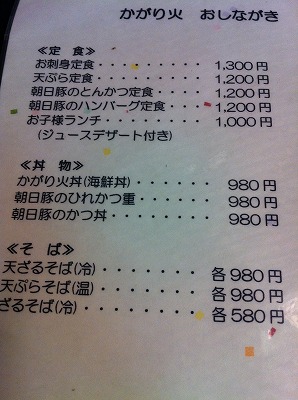 かがり火　おしながき
≪定　食≫
お刺身定食・・・・・・・・1,300円
天ぷら定食・・・・・・・・1,200円
朝日豚のとんかつ定食・・・・1,200円
朝日豚のハンバーグ定食・・・1,200円
お子様ランチ・・・・・・・1,000円
(ジュースデザート付き)
≪丼　物≫
かがり火丼(海鮮丼)・・・・・・980円
朝日豚のひれかつ重・・・・・・980円
朝日豚のかつ丼・・・・・・・・980円
≪そ　ば≫
天ざるそば(冷)・・・・・・各980円
天ぷらそば(温)・・・・・・各980円
ざるそば(冷)・・・・・・・各580円